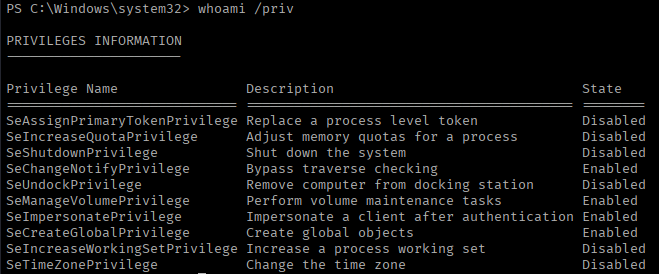 PS C:\Windows\system32> whoami /priv
PRIVILEGES INFORMATION
Privilege Name Description State
SeAssignPrimaryTokenPrivilege Replace a process level token Disabled
SeIncreaseQuotaPrivilege Adjust memory quotas for a process Disabled
SeShutdownPrivilege Shut down the system Disabled
SeChangeNotifyPrivilege Bypass traverse checking Enabled
SeUndockPrivilege Remove computer from docking station Disabled
SeManageVolumePrivilege Perform volume maintenance tasks Enabled
SeImpersonatePrivilege Impersonate a client after authentication Enabled
SeCreateGlobalPrivilege Create global objects Enabled
SeIncreaseWorkingSetPrivilege Increase a process working set Disabled
SeTimeZonePrivilege Change the time zone Disabled